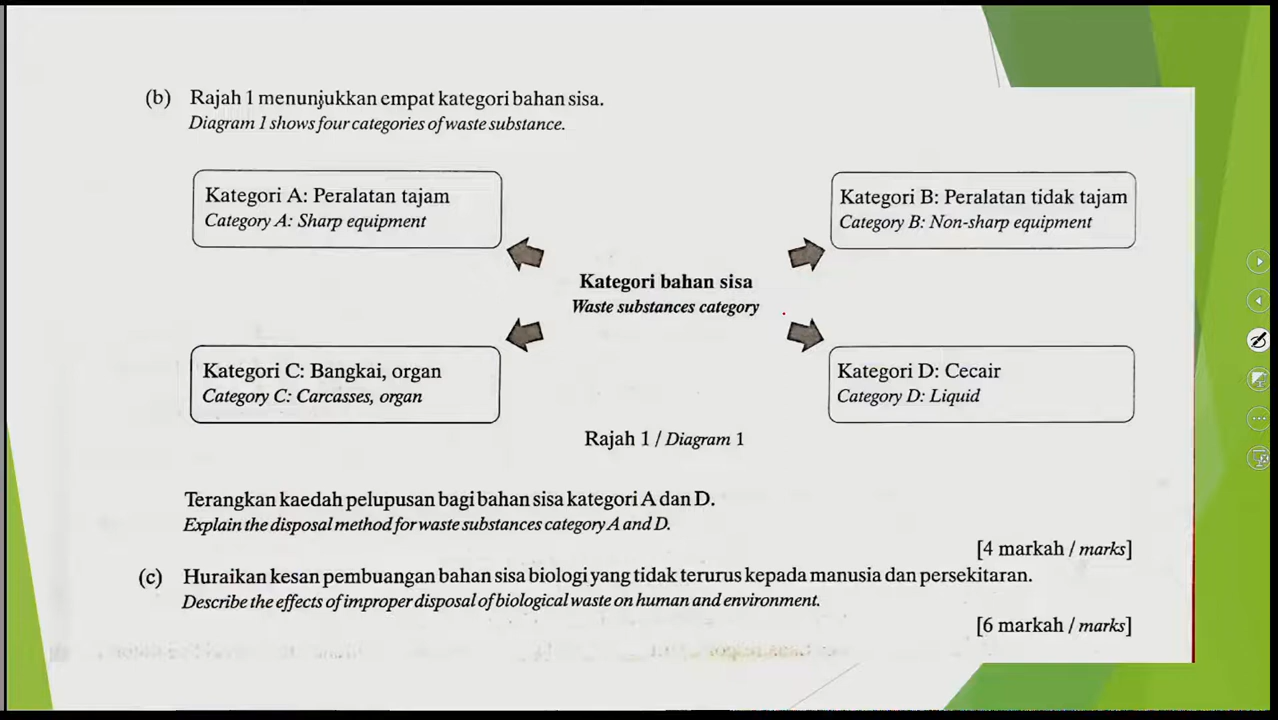 (b) Rajah 1 menunjukkan empat kategori bahan sisa.
Diagram 1 shows four categories of waste substance.
Kategori A: Peralatan tajam
Category A: Sharp equipment
Kategori B: Peralatan tidak tajam
Category B: Non-sharp equipment
Kategori bahan sisa
Waste substances category
Kategori C: Bangkai, organ
Category C: Carcasses, organ
Kategori D: Cecair
Category D: Liquid
Rajah 1 / Diagram 1
Terangkan kaedah pelupusan bagi bahan sisa kategori A dan D.
Explain the disposal method for waste substances category A and D.
[4 markah / marks]
(c) Huraikan kesan pembuangan bahan sisa biologi yang tidak terurus kepada manusia dan persekitaran.
Describe the effects of improper disposal of biological waste on human and environment.
[6 markah / marks]